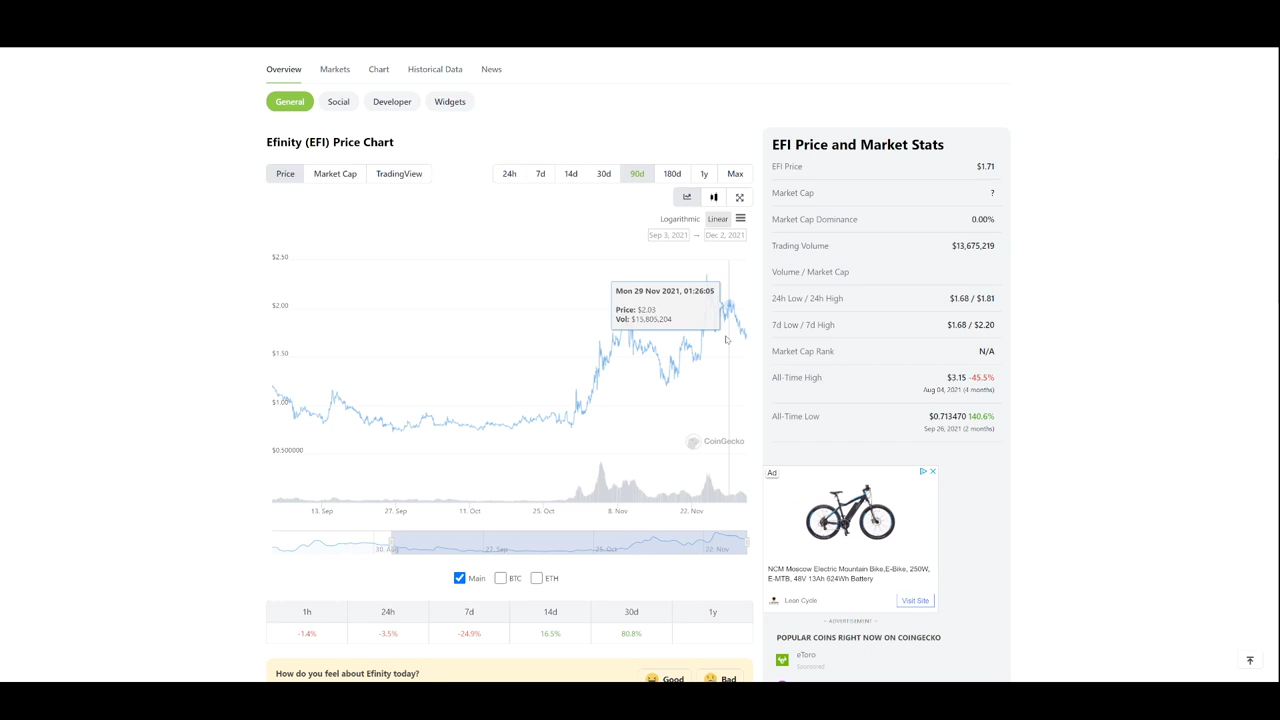 Overview Markets Chart Historical Data News
General Social Developer Widgets
Efinity (EFI) Price Chart
Price Market Cap TradingView 24h 7d 14d 30d 90d 180d 1y Max
Logarithmic Linear
Sep 3, 2021 → Dec 2, 2021
$2.50
$2.00
$1.50
$1.00
$0.500000
Mon 29 Nov 2021, 01:26:05
Price: $2.03
Vol: $15,805,204
CoinGecko
13. Sep 27. Sep 11. Oct 25. Oct 8. Nov 22. Nov
30. Aug 27. Sep 25. Oct 22. Nov
Main BTC ETH
1h 24h 7d 14d 30d 1y
-1.4% -3.5% -24.9% 16.5% 80.8%
How do you feel about Efinity today? Good Bad
EFI Price and Market Stats
EFI Price $1.71
Market Cap ?
Market Cap Dominance 0.00%
Trading Volume $13,675,219
Volume / Market Cap
24h Low / 24h High $1.68 / $1.81
7d Low / 7d High $1.68 / $2.20
Market Cap Rank N/A
All-Time High $3.15 -45.5%
Aug 04, 2021 (4 months)
All-Time Low $0.713470 140.6%
Sep 26, 2021 (2 months)
Ad
NCM Moscow Electric Mountain Bike,E-Bike, 250W,
E-MTB, 48V 13Ah 624Wh Battery
Leon Cycle Visit Site
– ADVERTISEMENT –
POPULAR COINS RIGHT NOW ON COINGECKO
eToro
Sponsored